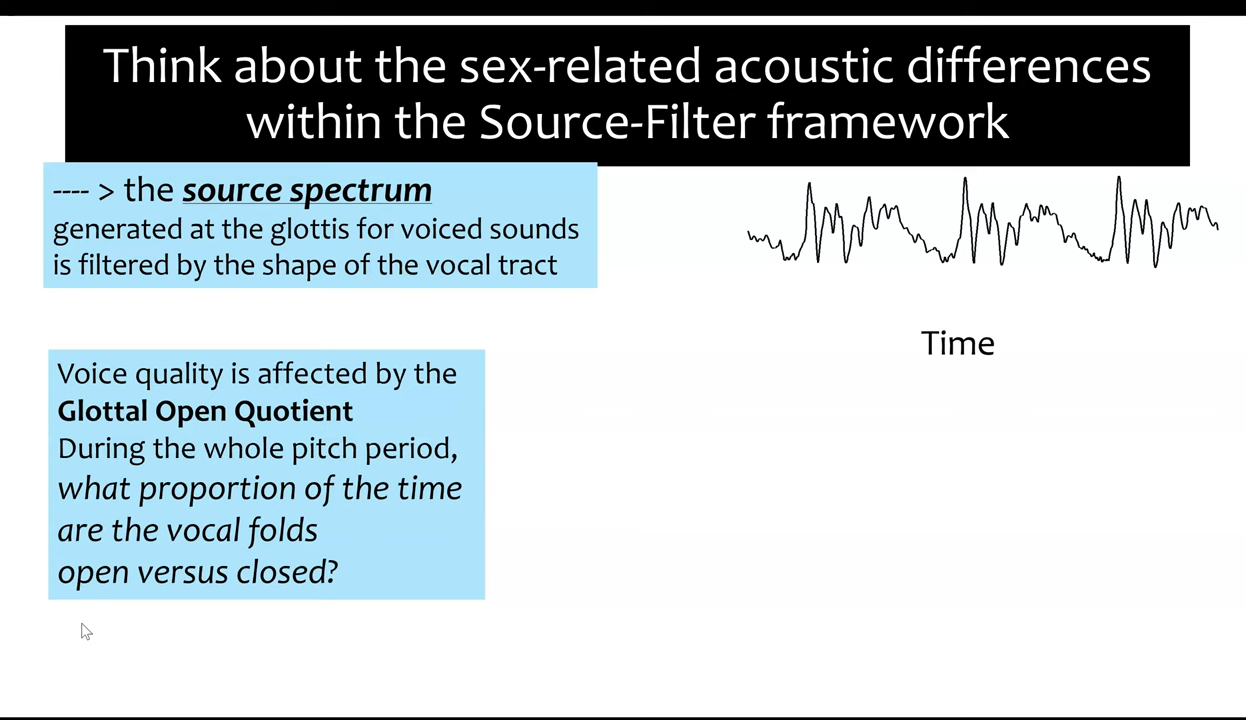 Think about the sex-related acoustic differences
within the Source-Filter framework
---- > the source spectrum
generated at the glottis for voiced sounds
is filtered by the shape of the vocal tract
Time
Voice quality is affected by the
Glottal Open Quotient
During the whole pitch period,
what proportion of the time
are the vocal folds
open versus closed?